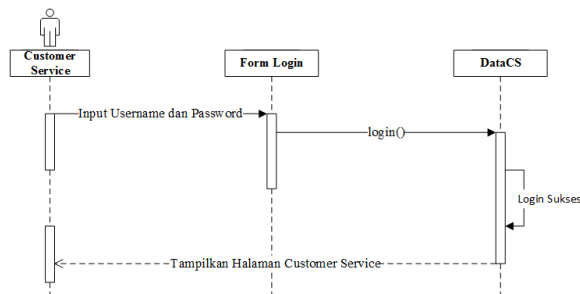 Customer
Service
Form Login
DataCS
Input Username dan Password
login()
Login Sukses
Tampilkan Halaman Customer Service